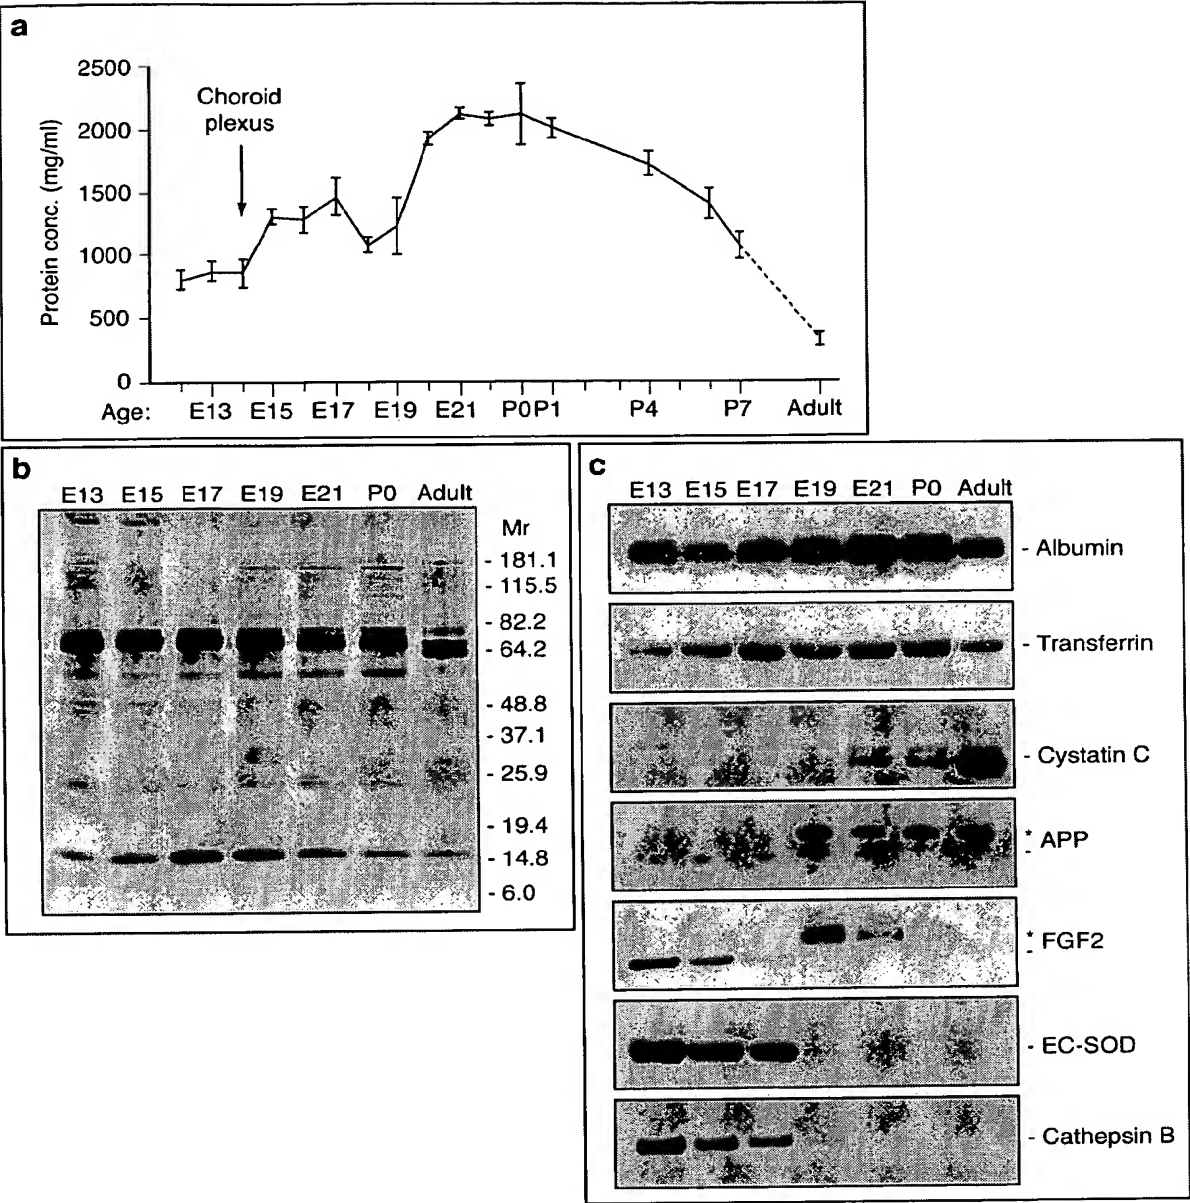 a
2500
2000
1500
1000
500
0
Protein conc. (mg/ml)
Choroid
plexus
Age: E13 E15 E17 E19 E21 P0 P1 P4 P7 Adult
b
E13 E15 E17 E19 E21 P0 Adult
Mr
- 181.1
- 115.5
- 82.2
- 64.2
- 48.8
- 37.1
- 25.9
- 19.4
- 14.8
- 6.0
c
E13 E15 E17 E19 E21 P0 Adult
- Albumin
- Transferrin
- Cystatin C
*
- APP
*
- FGF2
- EC-SOD
- Cathepsin B